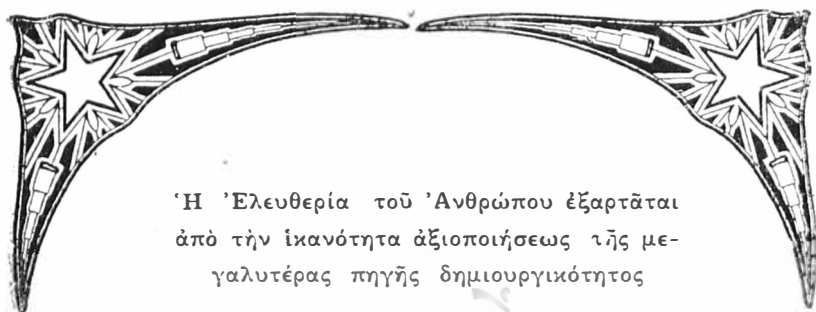 Ἡ Ἐλευθερία τοῦ Ἀνθρώπου ἐξαρτᾶται
ἀπὸ τὴν ἱκανότητα ἀξιοποιήσεως τῆς με-
γαλυτέρας πηγῆς δημιουργικότητος